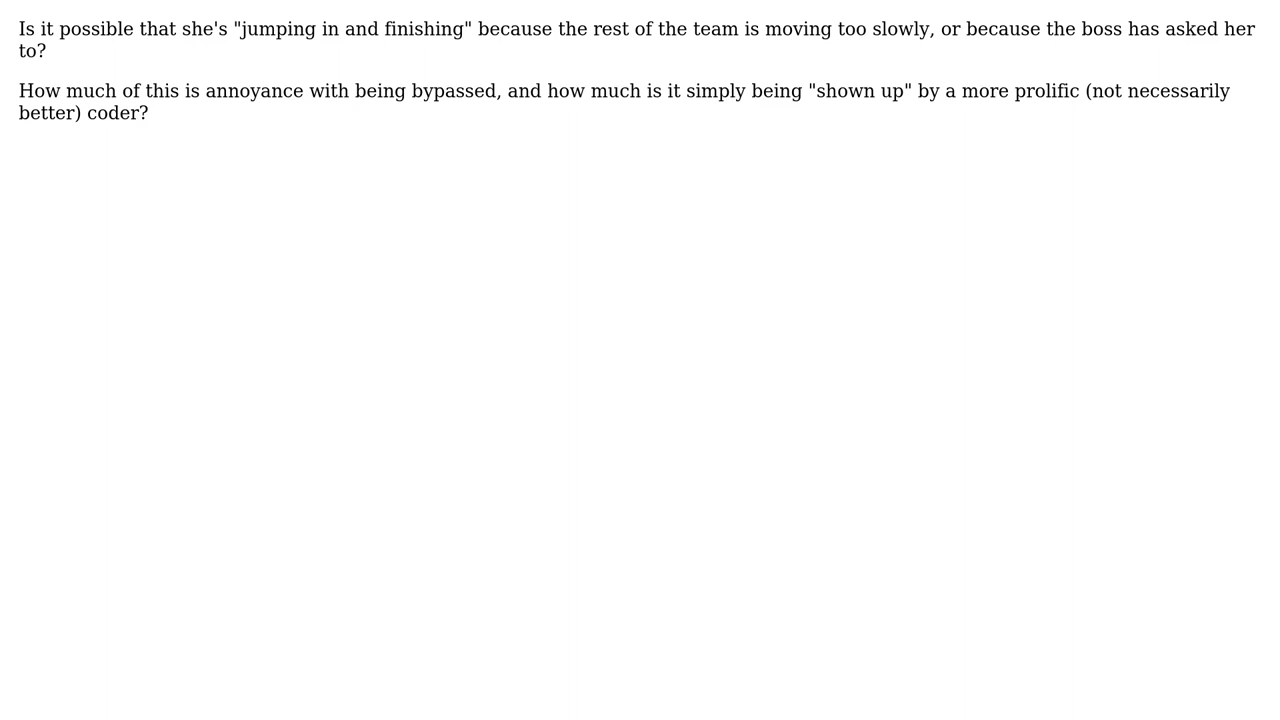 Is it possible that she's "jumping in and finishing" because the rest of the team is moving too slowly, or because the boss has asked her
to?
How much of this is annoyance with being bypassed, and how much is it simply being "shown up" by a more prolific (not necessarily
better) coder?